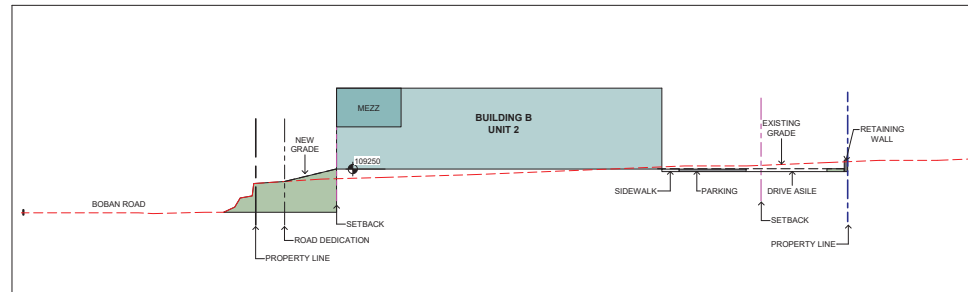 MEZZ
BUILDING B
UNIT 2
NEW
GRADE
109250
EXISTING
GRADE
RETAINING
WALL
SIDEWALK
PARKING
DRIVE ASILE
BOBAN ROAD
SETBACK
SETBACK
ROAD DEDICATION
PROPERTY LINE
PROPERTY LINE